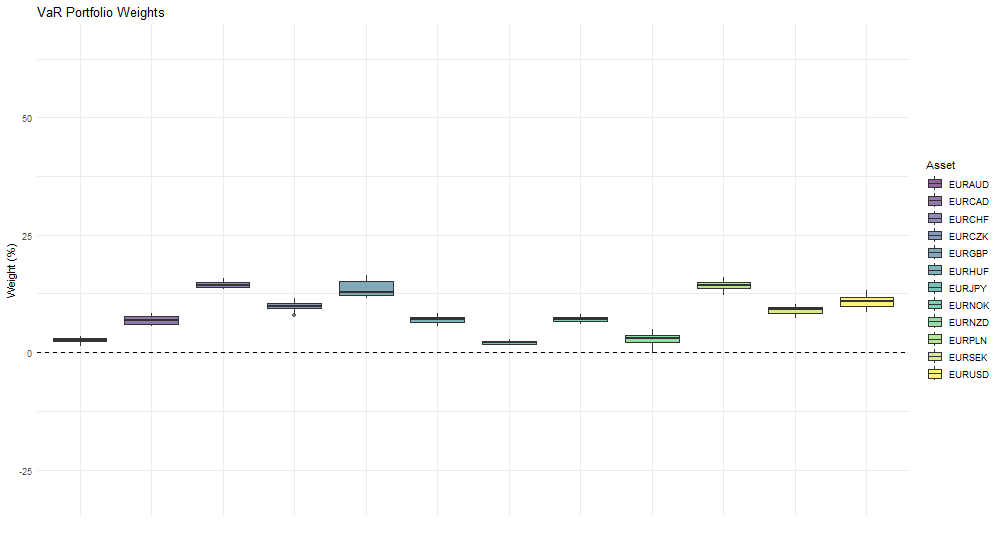 VaR Portfolio Weights
Weight (%)
50
25
0
-25
Asset
EURAUD
EURCAD
EURCHF
EURCZK
EURGBP
EURHUF
EURJPY
EURNOK
EURNZD
EURPLN
EURSEK
EURUSD